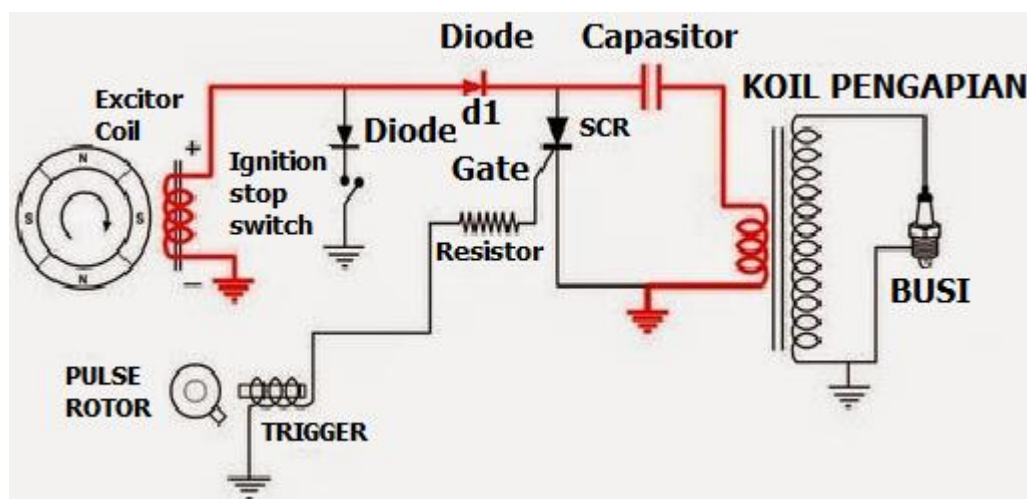 Diode
Capasitor
KOIL PENGAPIAN
Excitor
Coil
d1
Diode
SCR
+
Ignition
stop
switch
Gate
N
S
S
N
Resistor
−
BUSI
PULSE
ROTOR
TRIGGER